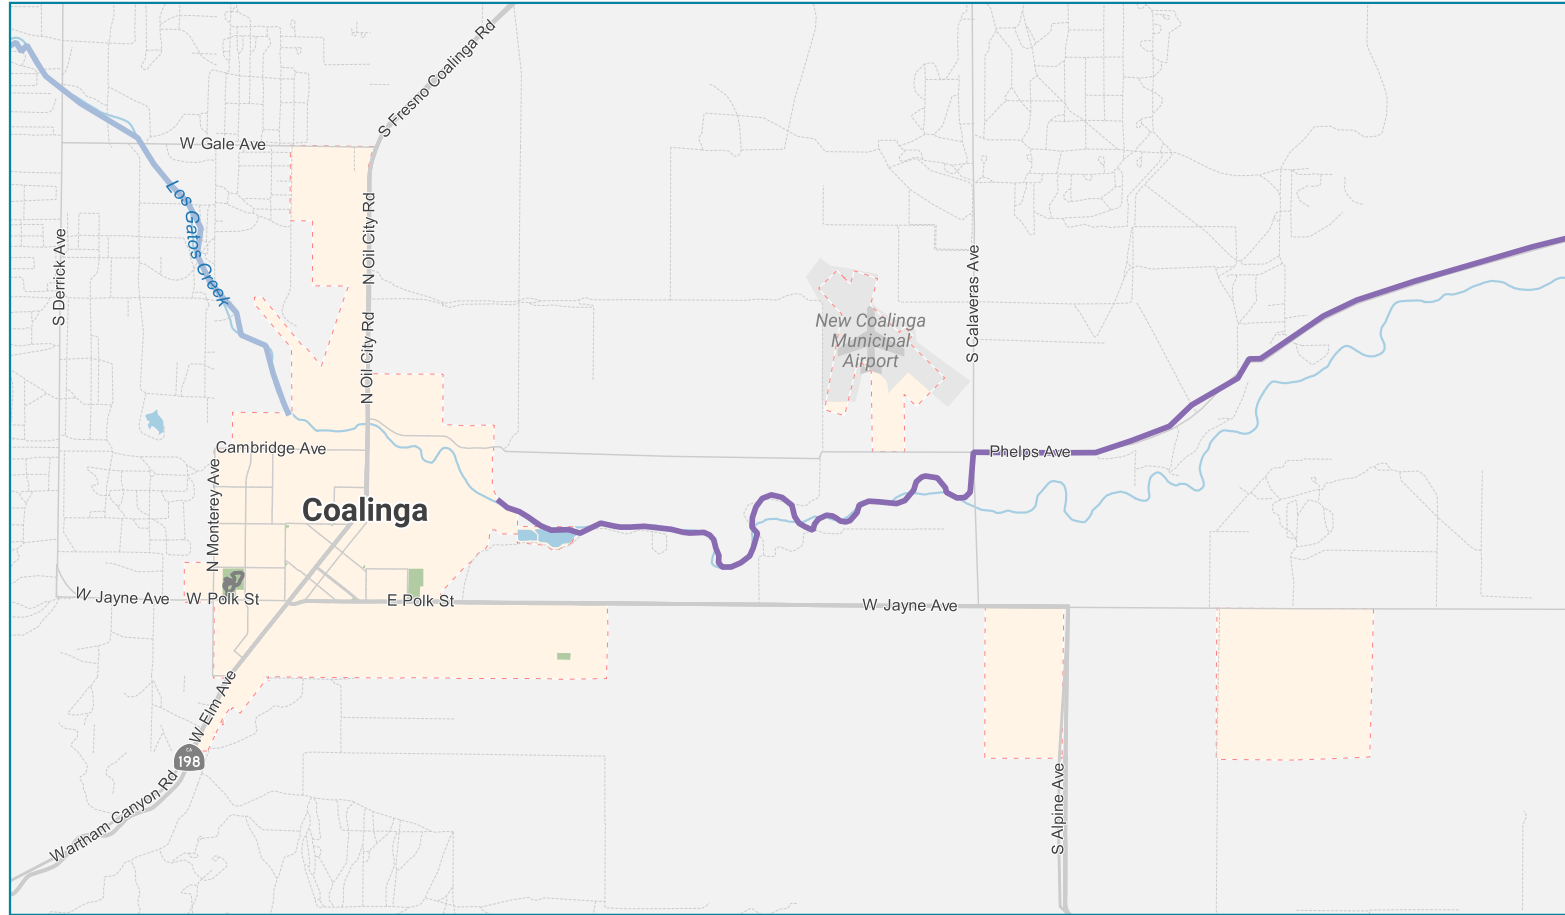 S Fresno Coalinga Rd
W Gale Ave
Los Gatos Creek
N Oil City Rd
S Derrick Ave
S Calaveras Ave
New Coalinga
Municipal
Airport
N Oil City Rd
Cambridge Ave
Phelps Ave
N Monterey Ave
Coalinga
W Jayne Ave
W Polk St
E Polk St
W Jayne Ave
W Elm Ave
CA
198
Wartham Canyon Rd
S Alpine Ave